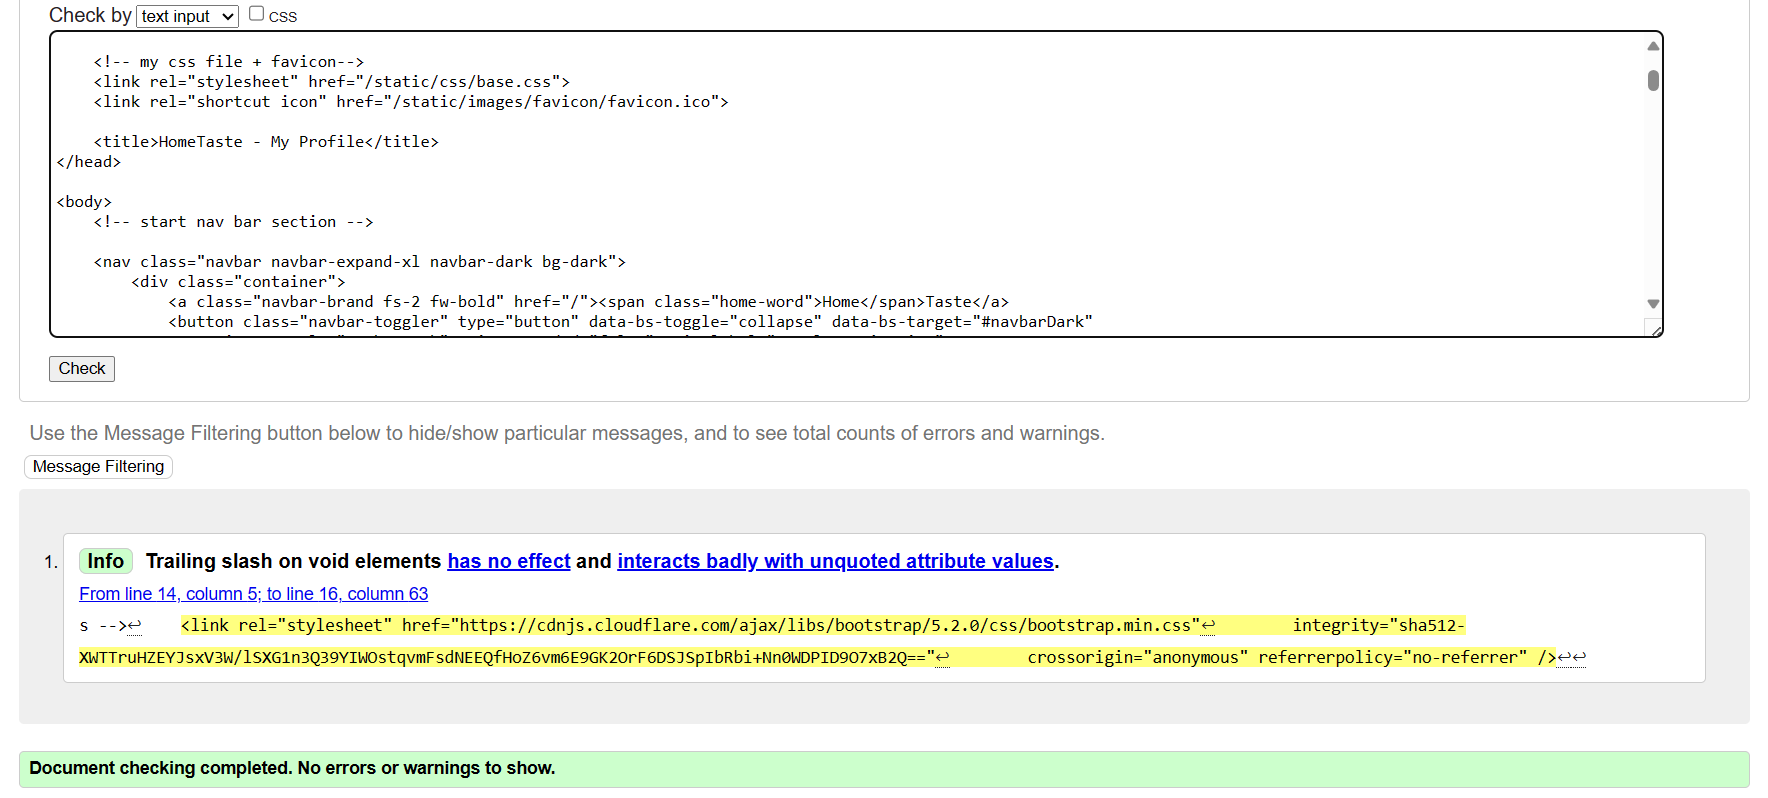 Check by text input CSS
<!-- my css file + favicon-->
<link rel="stylesheet" href="/static/css/base.css">
<link rel="shortcut icon" href="/static/images/favicon/favicon.ico">
<title>HomeTaste - My Profile</title>
</head>
<body>
<!-- start nav bar section -->
<nav class="navbar navbar-expand-xl navbar-dark bg-dark">
<div class="container">
<a class="navbar-brand fs-2 fw-bold" href="/"><span class="home-word">Home</span>Taste</a>
<button class="navbar-toggler" type="button" data-bs-toggle="collapse" data-bs-target="#navbarDark"
Check
Use the Message Filtering button below to hide/show particular messages, and to see total counts of errors and warnings.
Message Filtering
1. Info Trailing slash on void elements has no effect and interacts badly with unquoted attribute values.
From line 14, column 5; to line 16, column 63
s -->↩ <link rel="stylesheet" href="https://cdnjs.cloudflare.com/ajax/libs/bootstrap/5.2.0/css/bootstrap.min.css"↩ integrity="sha512-
XWTTruHZEYJsxV3W/lSXG1n3Q39YIWOstqvmFsdNEEQfHoZ6vm6E9GK2OrF6DSJSpIbRbi+Nn0WDPID9O7xB2Q=="↩ crossorigin="anonymous" referrerpolicy="no-referrer" />↩↩
Document checking completed. No errors or warnings to show.